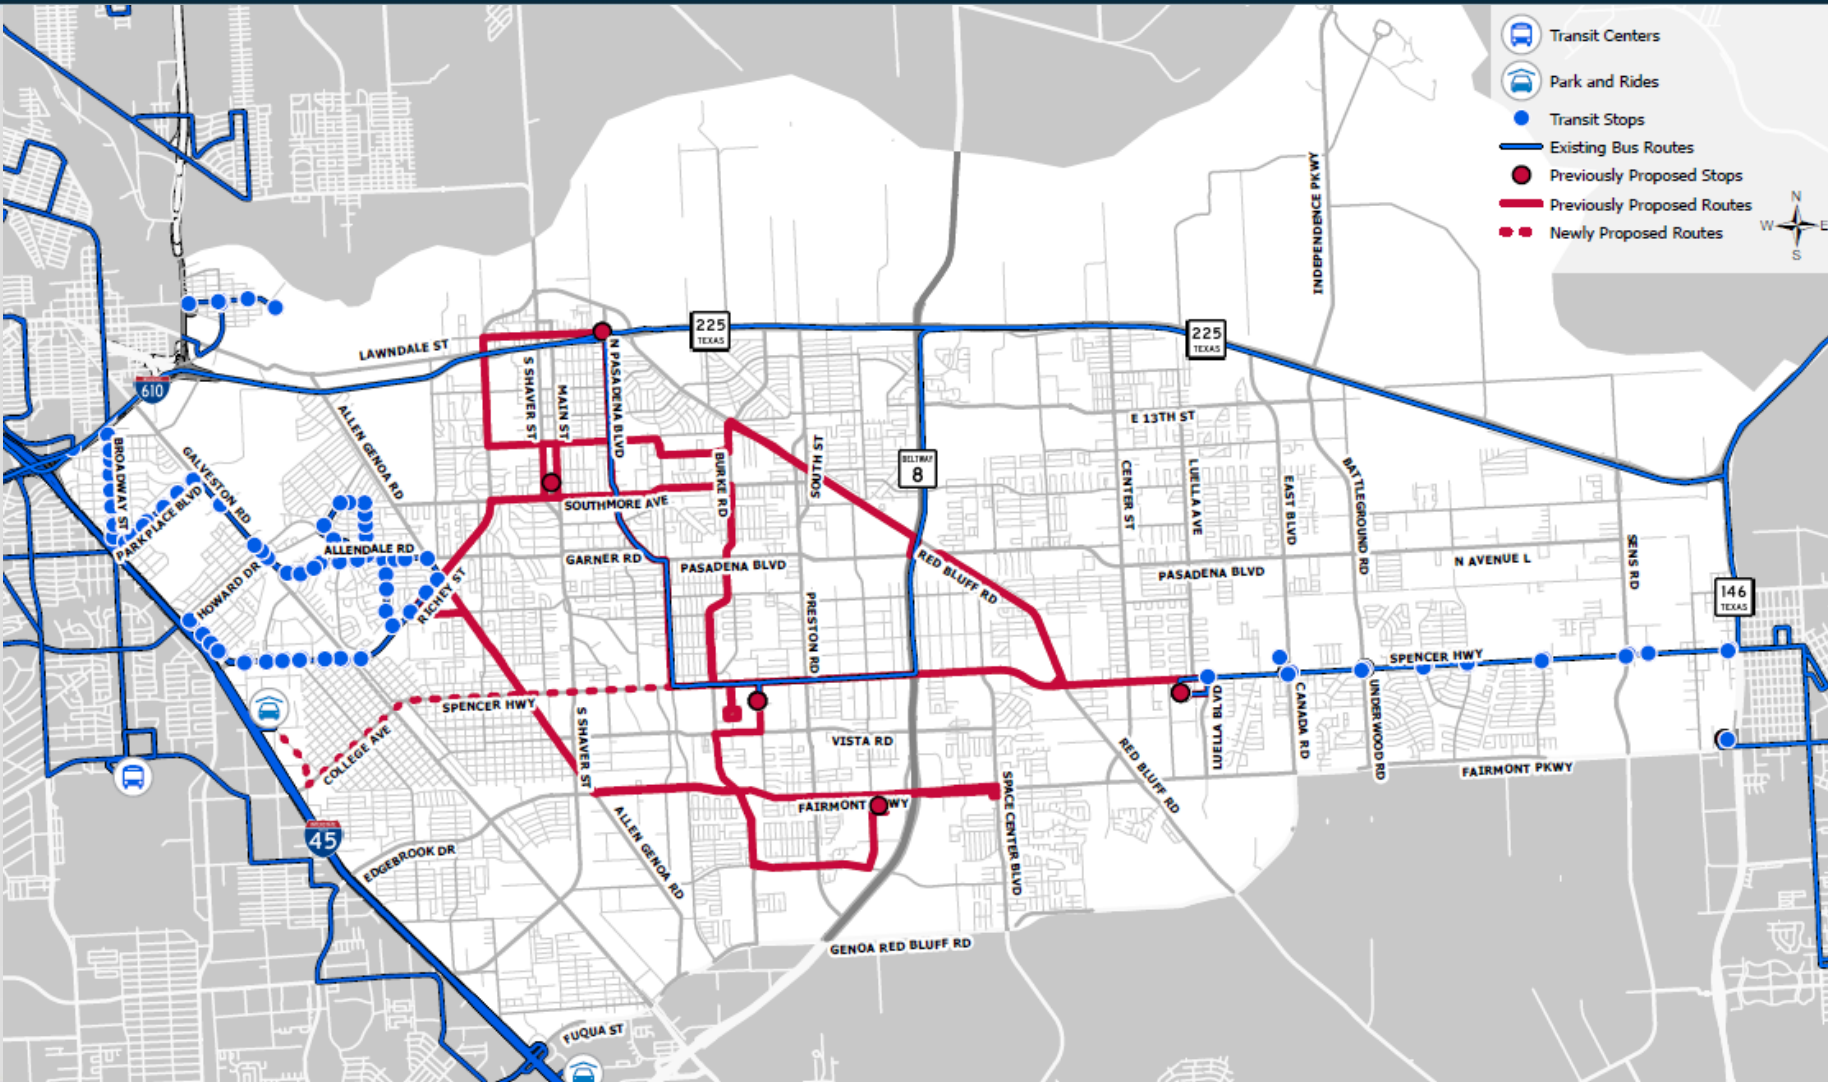 Transit Centers
Park and Rides
Transit Stops
Existing Bus Routes
Previously Proposed Stops
Previously Proposed Routes
Newly Proposed Routes
N
W E
S
INDEPENDENCE PKWY
225
TEXAS
225
TEXAS
LAWNDALE ST
610
N PASADENA BLVD
S SHAVER ST
MAIN ST
ALLEN GENOA RD
E 13TH ST
BROADWAY ST
GALVESTON RD
PARK PLACE BLVD
SOUTH ST
BURKE RD
BELTWAY
8
CENTER ST
LUELLA AVE
EAST BLVD
BATTLEGROUND RD
SOUTHMORE AVE
ALLENDALE RD
GARNER RD
PASADENA BLVD
RED BLUFF RD
PASADENA BLVD
N AVENUE L
SENS RD
HOWARD DR
RICHEY ST
PRESTON RD
146
TEXAS
SPENCER HWY
SPENCER HWY
LUELLA BLVD
CANADA RD
UNDERWOOD RD
S SHAVER ST
COLLEGE AVE
VISTA RD
RED BLUFF RD
FAIRMONT PKWY
FAIRMONT WY
SPACE CENTER BLVD
45
EDGEBROOK DR
ALLEN GENOA RD
GENOA RED BLUFF RD
FUQUA ST